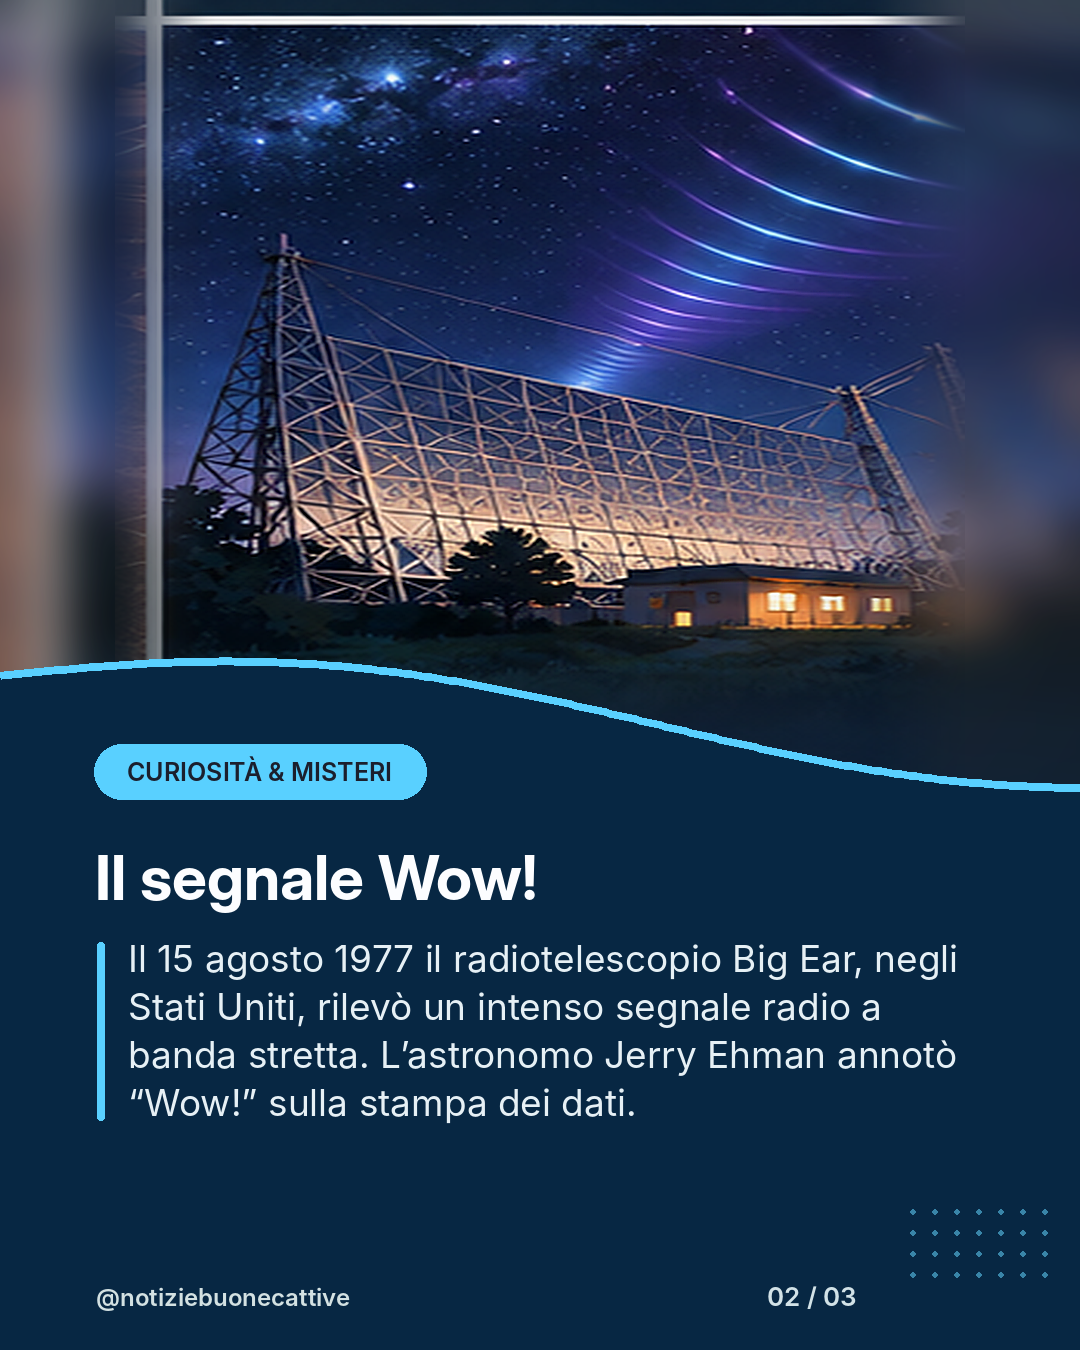 CURIOSITÀ & MISTERI
Il segnale Wow!
Il 15 agosto 1977 il radiotelescopio Big Ear, negli
Stati Uniti, rilevò un intenso segnale radio a
banda stretta. L’astronomo Jerry Ehman annotò
“Wow!” sulla stampa dei dati.
@notiziebuonecattive
02 / 03